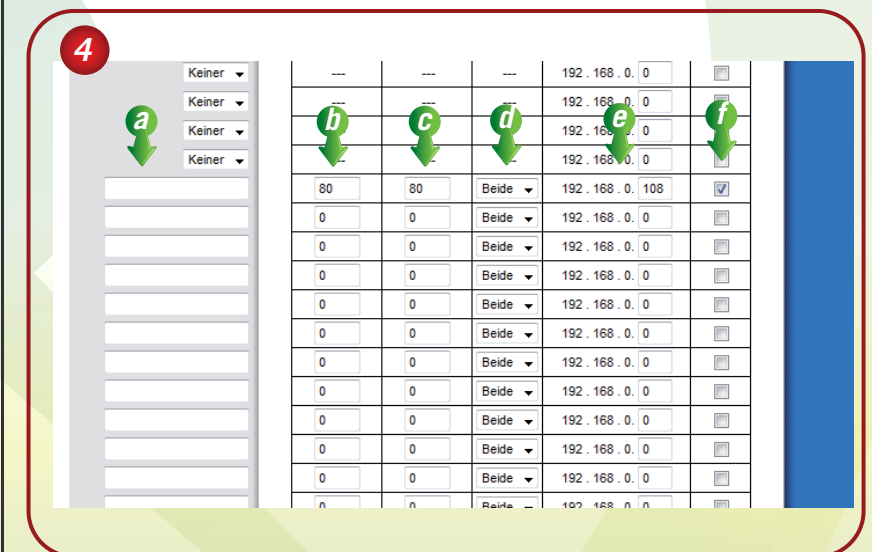 4
Keiner --- --- --- 192 . 168 . 0. 0
Keiner --- --- --- 192 . 168 . 0. 0
a b c d e f
Keiner 192 . 168 . 0
Keiner 192 . 168 . 0. 0
80 80 Beide 192 . 168 . 0. 108
0 0 Beide 192 . 168 . 0. 0
0 0 Beide 192 . 168 . 0. 0
0 0 Beide 192 . 168 . 0. 0
0 0 Beide 192 . 168 . 0. 0
0 0 Beide 192 . 168 . 0. 0
0 0 Beide 192 . 168 . 0. 0
0 0 Beide 192 . 168 . 0. 0
0 0 Beide 192 . 168 . 0. 0
0 0 Beide 192 . 168 . 0. 0
0 0 Beide 192 . 168 . 0. 0
0 0 Beide 192 . 168 . 0. 0